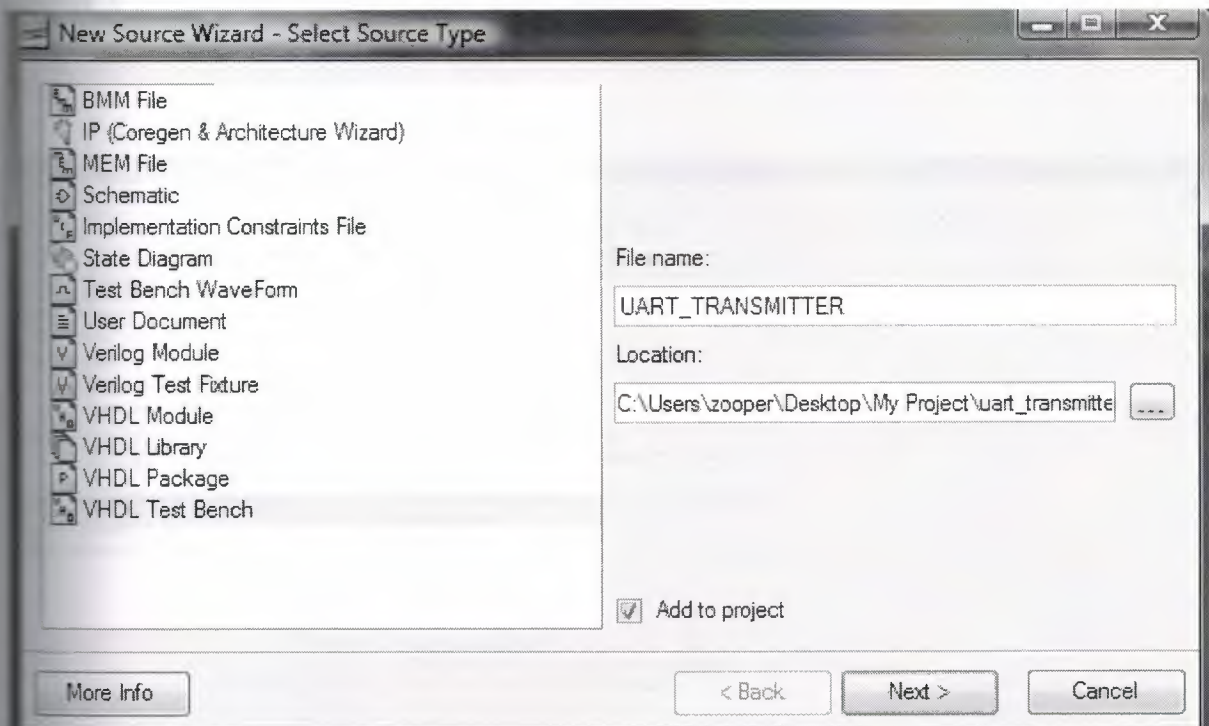 New Source Wizard - Select Source Type
BMM File
IP (Coregen & Architecture Wizard)
MEM File
Schematic
Implementation Constraints File
State Diagram
Test Bench WaveForm
User Document
Verilog Module
Verilog Test Fixture
VHDL Module
VHDL Library
VHDL Package
VHDL Test Bench
File name:
UART_TRANSMITTER
Location:
C:\Users\zooper\Desktop\My Project\uart_transmitte
...
Add to project
More Info
< Back
Next >
Cancel